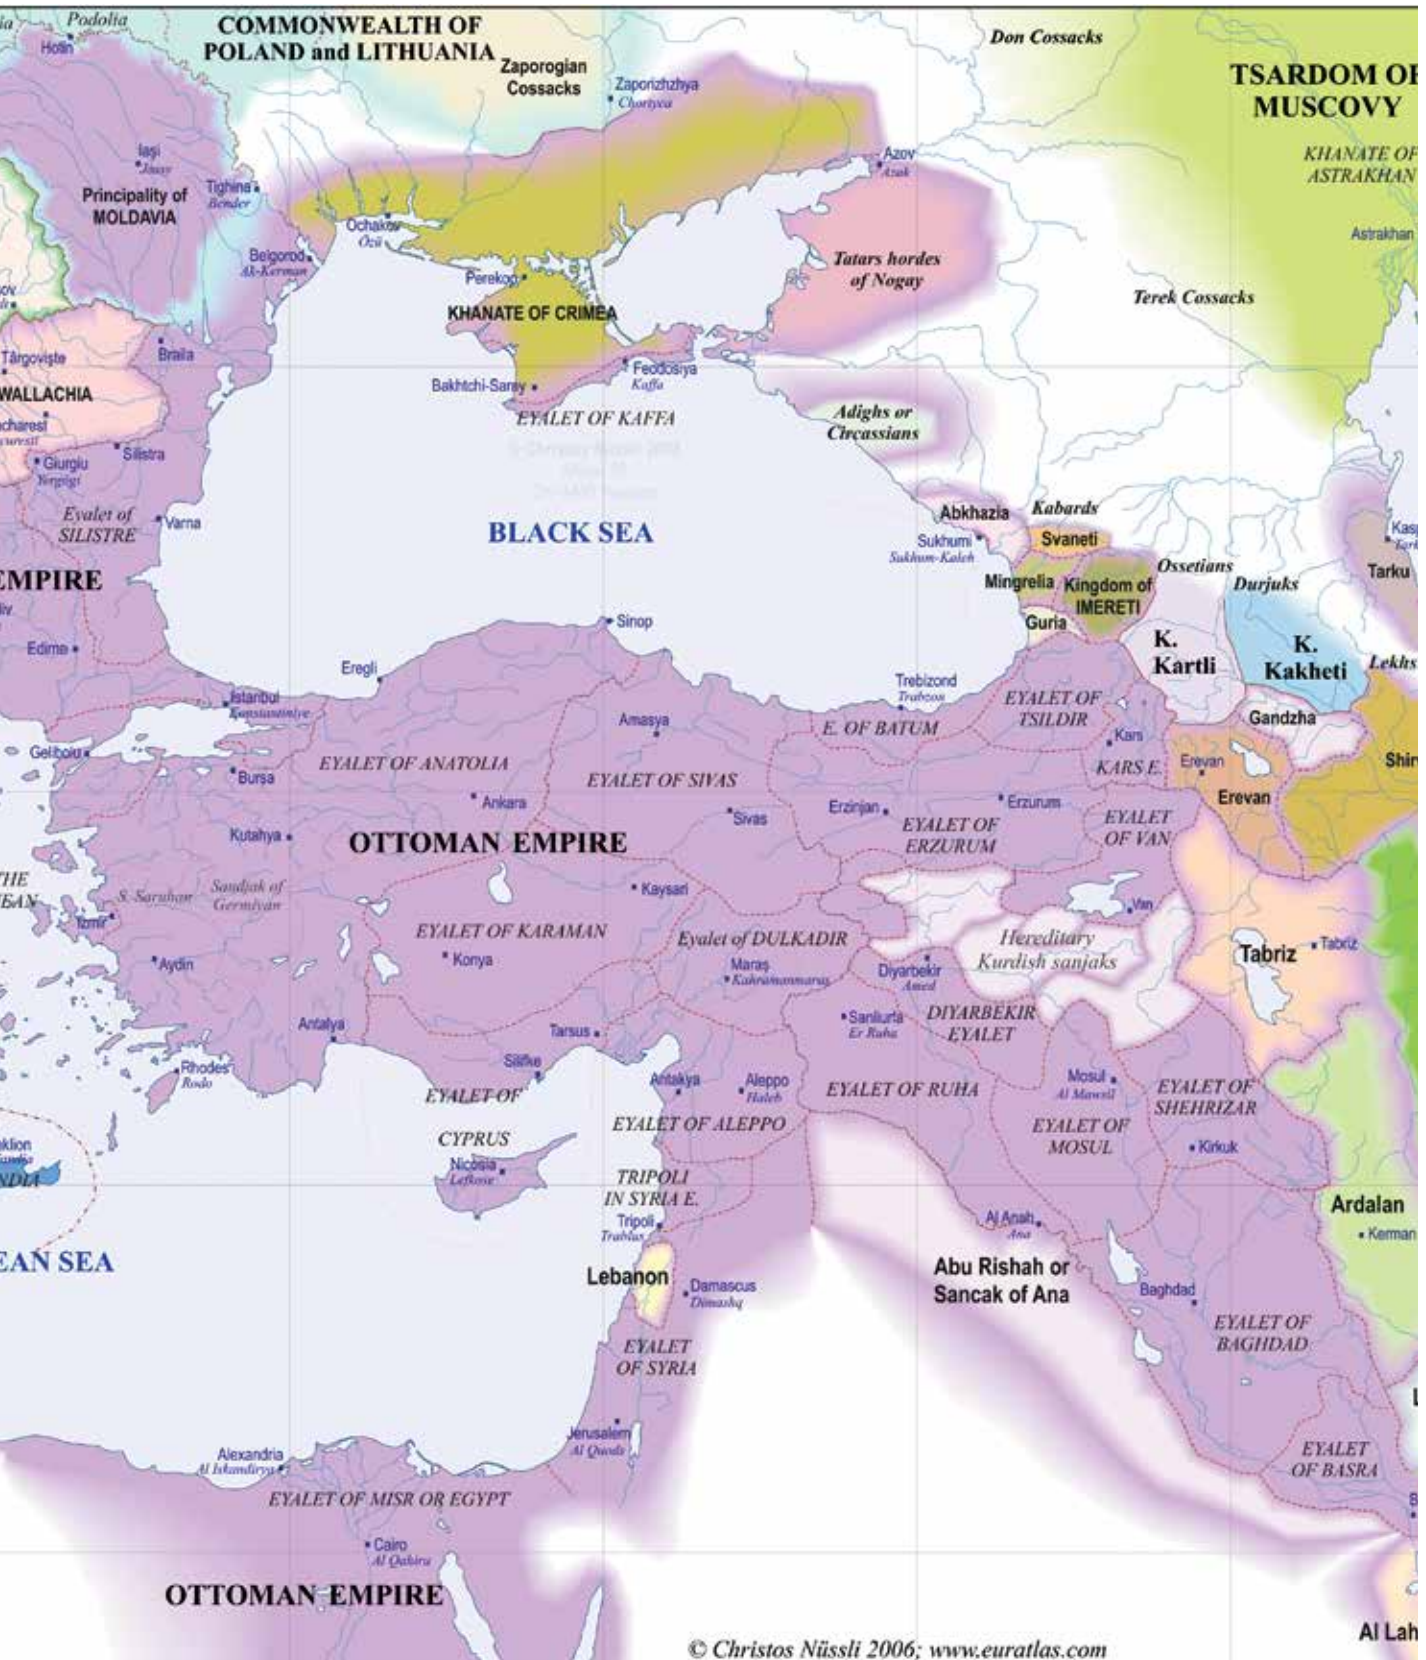 Podolia
Hotin
COMMONWEALTH OF
POLAND and LITHUANIA
Zaporogian
Cossacks
Zaporizhzhya
Chortyca
Don Cossacks
TSARDOM OF
MUSCOVY
KHANATE OF
ASTRAKHAN
Astrakhan
Iaşi
Principality of
MOLDAVIA
Tighina
Bender
Azov
Azak
Ochakov
Özü
Belgorod
Ak-Kerman
Perekop
KHANATE OF CRIMEA
Tatars hordes
of Nogay
Terek Cossacks
Târgovişte
Braila
WALLACHIA
Bakhtchi-Saray
Feodosiya
Kaffa
EYALET OF KAFFA
Adighs or
Circassians
Giurgiu
Yergögi
Silistra
Eyalet of
SILISTRE
Varna
BLACK SEA
Abkhazia
Kabards
Sukhumi
Sukhum-Kaleh
Svaneti
Mingrelia
Kingdom of
IMERETI
Guria
Ossetians
Durjuks
Tarku
EMPIRE
Edirne
Sinop
K.
Kartli
K.
Kakheti
Lekhs
Eregli
Istanbul
Konstantiniye
Trebizond
Trabzon
EYALET OF
TSILDIR
Gandzha
Amasya
E. OF BATUM
Kars
KARS E.
Gelibolu
Bursa
EYALET OF ANATOLIA
EYALET OF SIVAS
Erevan
Erevan
Ankara
Sivas
Erzinjan
Erzurum
Kutahya
OTTOMAN EMPIRE
EYALET OF
ERZURUM
EYALET
OF VAN
S. Saruhan
Sandjak of
Germiyan
Kaysari
Izmir
Van
EYALET OF KARAMAN
Eyalet of DULKADIR
Hereditary
Kurdish sanjaks
Tabriz
Tabriz
Aydin
Konya
Maraş
Kahramanmaraş
Diyarbekir
Amed
Antalya
Tarsus
Sanliurfa
Er Ruha
DIYARBEKIR
EYALET
Rhodes
Rodo
Silifke
Antakya
Aleppo
Haleb
EYALET OF RUHA
Mosul
Al Mawsil
EYALET OF
SHEHRIZAR
EYALET OF
CYPRUS
EYALET OF ALEPPO
EYALET OF
MOSUL
Kirkuk
Nicosia
Lefkose
TRIPOLI
IN SYRIA E.
Tripoli
Trablus
Al Anah
Ana
Ardalan
Kerman
EAN SEA
Lebanon
Damascus
Dimashq
Abu Rishah or
Sancak of Ana
Baghdad
EYALET OF
BAGHDAD
EYALET
OF SYRIA
Jerusalem
Al Quods
Alexandria
Al Iskandirya
EYALET
OF BASRA
EYALET OF MISR OR EGYPT
Cairo
Al Qahira
OTTOMAN EMPIRE
Al Lah
© Christos Nüssli 2006; www.euratlas.com